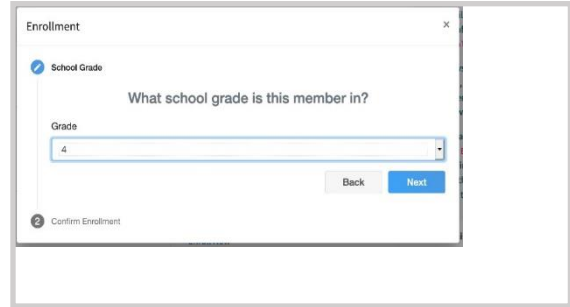 Enrollment
×
School Grade
What school grade is this member in?
Grade
4
Back
Next
2
Confirm Enrollment